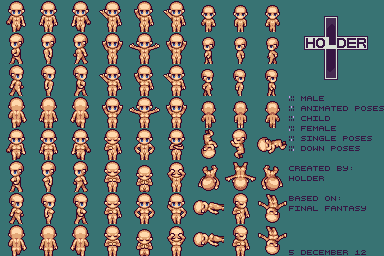 HOLDER
* MALE
* ANIMATED POSES
* CHILD
* FEMALE
* SINGLE POSES
* DOWN POSES
CREATED BY:
HOLDER
BASED ON:
FINAL FANTASY
5 DECEMBER 12